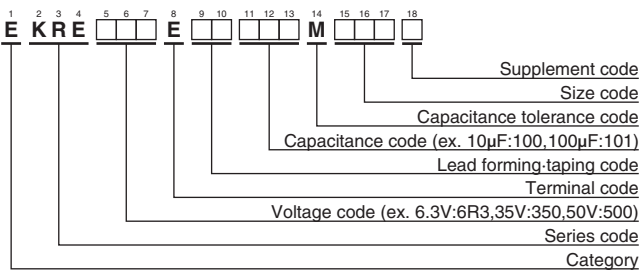 1 2 3 4 5 6 7 8 9 10 11 12 13 14 15 16 17 18
E KRE □□□ E □□ □□□ M □□□ □
Supplement code
Size code
Capacitance tolerance code
Capacitance code (ex. 10μF:100,100μF:101)
Lead forming·taping code
Terminal code
Voltage code (ex. 6.3V:6R3,35V:350,50V:500)
Series code
Category